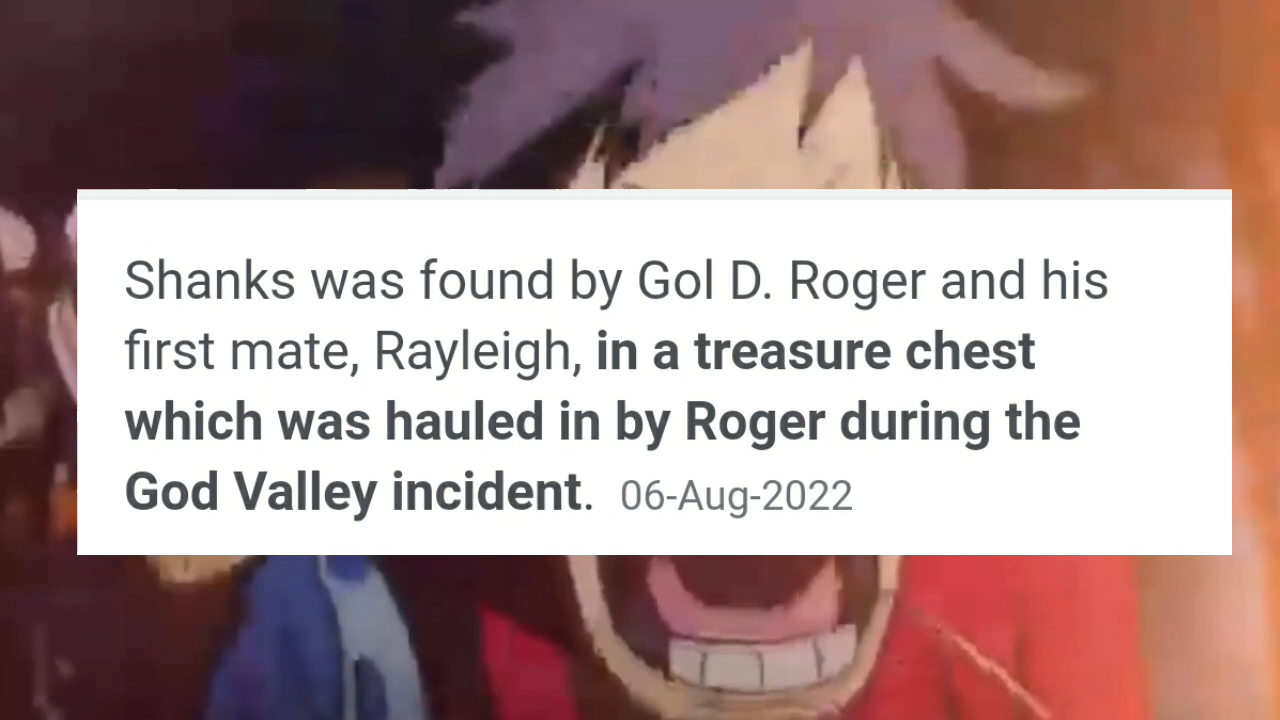 Shanks was found by Gol D. Roger and his
first mate, Rayleigh, in a treasure chest
which was hauled in by Roger during the
God Valley incident. 06-Aug-2022